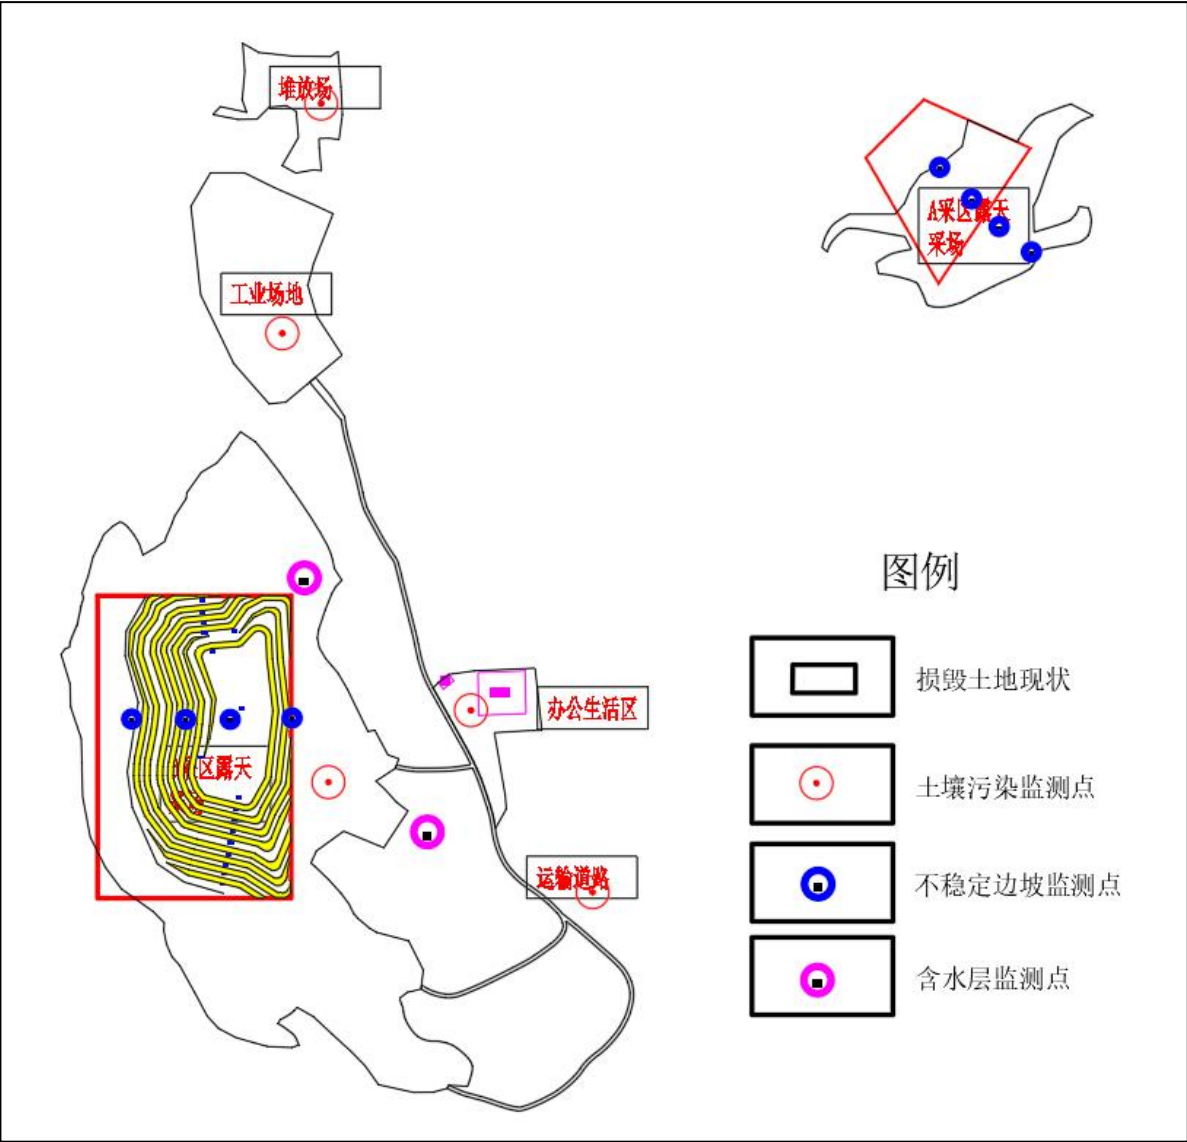 堆放场
A采区露天
采场
工业场地
图例
损毁土地现状
办公生活区
区露天
土壤污染监测点
运输道路
不稳定边坡监测点
含水层监测点